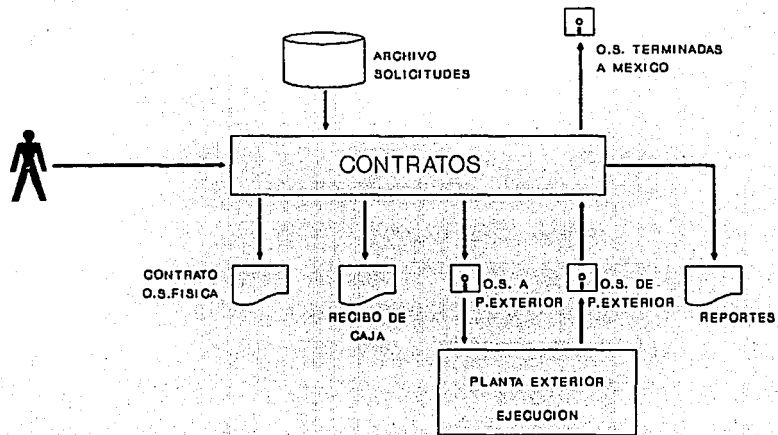 ARCHIVO
SOLICITUDES
O.S. TERMINADAS
A MEXICO
CONTRATOS
CONTRATO
O.S.FISICA
RECIBO DE
CAJA
O.S. A
P.EXTERIOR
O.S. DE
P.EXTERIOR
REPORTES
PLANTA EXTERIOR
EJECUCION